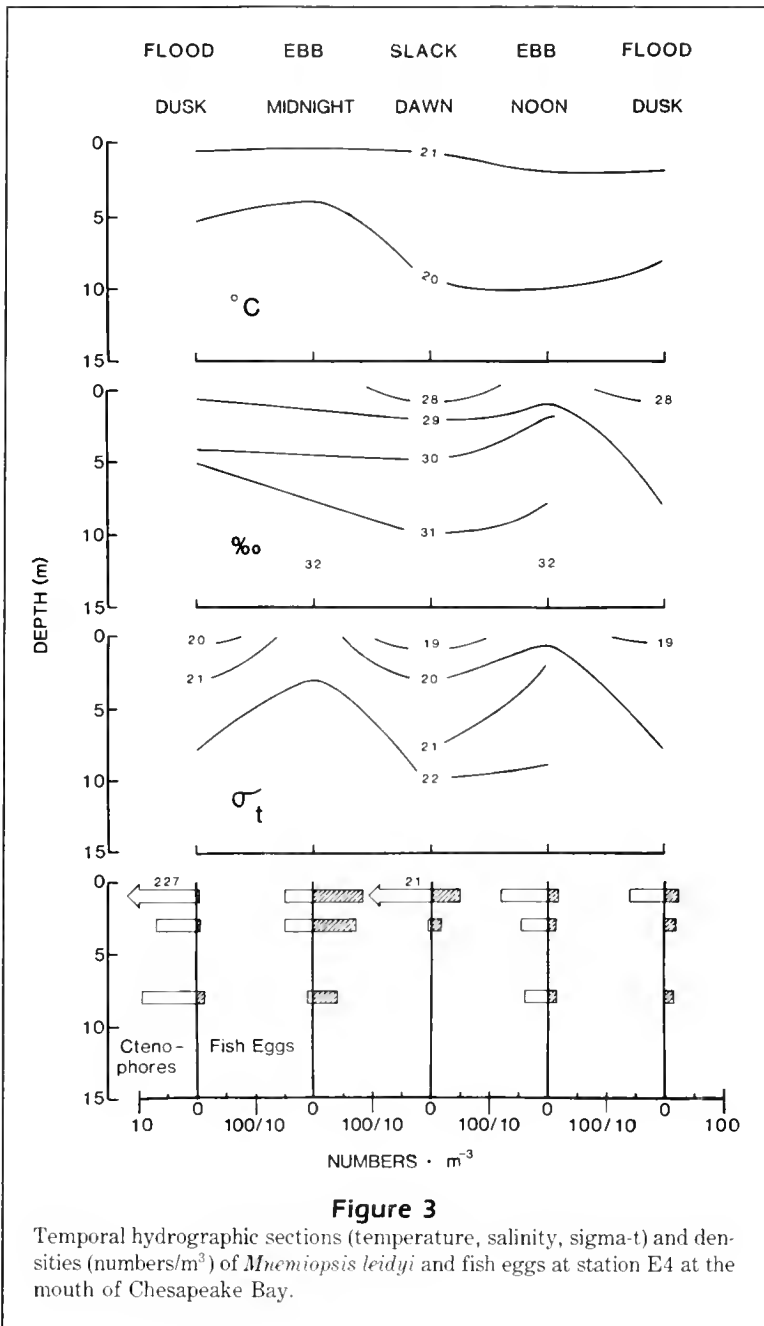 FLOOD EBB SLACK EBB FLOOD
DUSK MIDNIGHT DAWN NOON DUSK
0
21
5
20
10
°C
15
0
28 28
29
30
5
31
10
‰
32 32
15
DEPTH (m)
0
20 19 19
21 20
5
21
22
10
σt
15
227 21
0
5
10
Cteno-
phores
Fish Eggs
15
10 0 100/10 0 100/10 0 100/10 0 100/10 0 100
NUMBERS · m⁻³
Figure 3
Temporal hydrographic sections (temperature, salinity, sigma-t) and den-
sities (numbers/m³) of Mnemiopsis leidyi and fish eggs at station E4 at the
mouth of Chesapeake Bay.